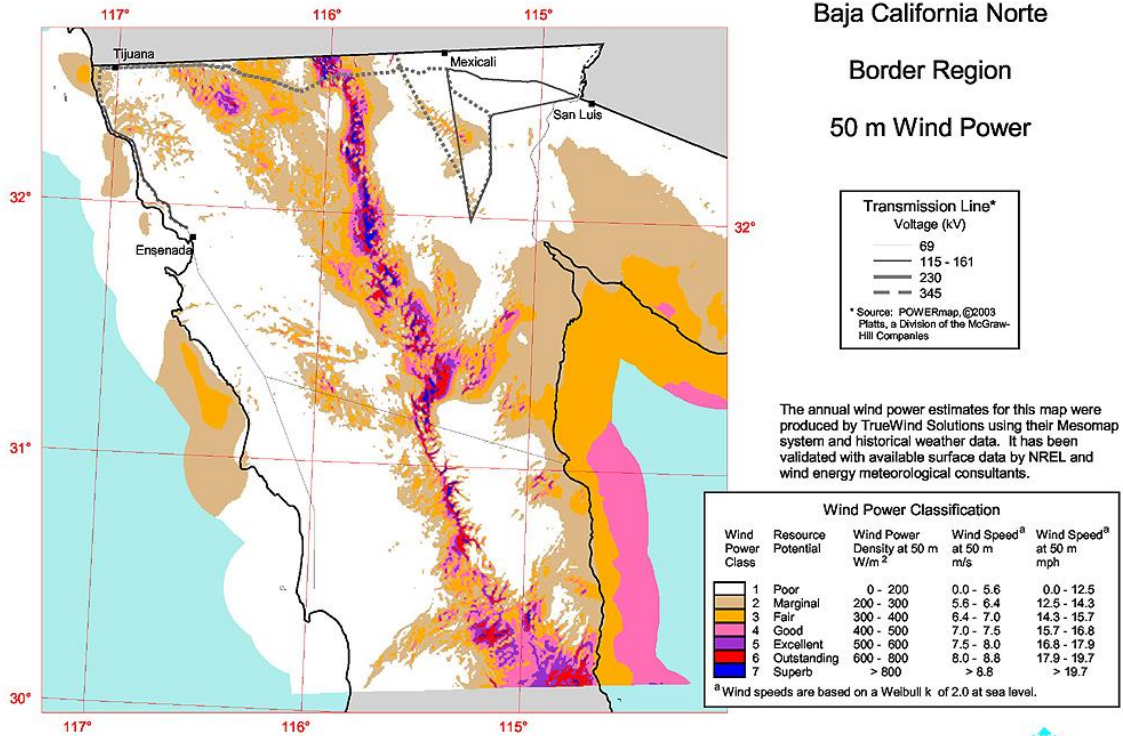 117°
116°
115°
Baja California Norte
Border Region
50 m Wind Power
Tijuana
Mexicali
San Luis
32°
32°
Ensenada
Transmission Line*
Voltage (kV)
69
115 - 161
230
345
* Source: POWERmap, ©2003
Platts, a Division of the McGraw-
Hill Companies
31°
31°
The annual wind power estimates for this map were
produced by TrueWind Solutions using their Mesomap
system and historical weather data. It has been
validated with available surface data by NREL and
wind energy meteorological consultants.
Wind Power Classification
Wind Power Class Resource Potential Wind Power Density at 50 m W/m 2 Wind Speed a at 50 m m/s Wind Speed a at 50 m mph
1 Poor 0 - 200 0.0 - 5.6 0.0 - 12.5
2 Marginal 200 - 300 5.6 - 6.4 12.5 - 14.3
3 Fair 300 - 400 6.4 - 7.0 14.3 - 15.7
4 Good 400 - 500 7.0 - 7.5 15.7 - 16.8
5 Excellent 500 - 600 7.5 - 8.0 16.8 - 17.9
6 Outstanding 600 - 800 8.0 - 8.8 17.9 - 19.7
7 Superb > 800 > 8.8 > 19.7
a Wind speeds are based on a Weibull k of 2.0 at sea level.
30°
30°
117°
116°
115°